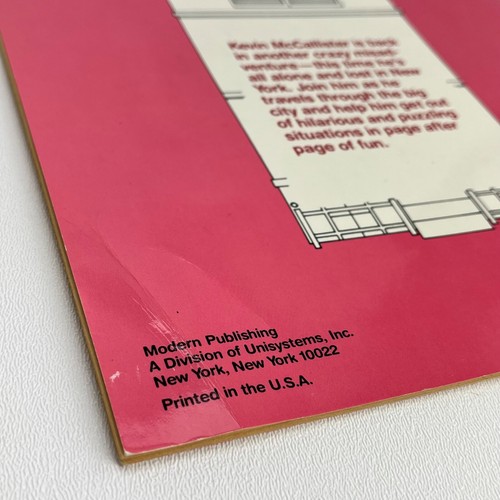 Kevin McCallister is back
in another crazy misad-
venture—this time he's
all alone and lost in New
York. Join him as he
travels through the big
city and help him get out
of hilarious and puzzling
situations in page after
page of fun.
Modern Publishing
A Division of Unisystems, Inc.
New York, New York 10022
Printed in the U.S.A.